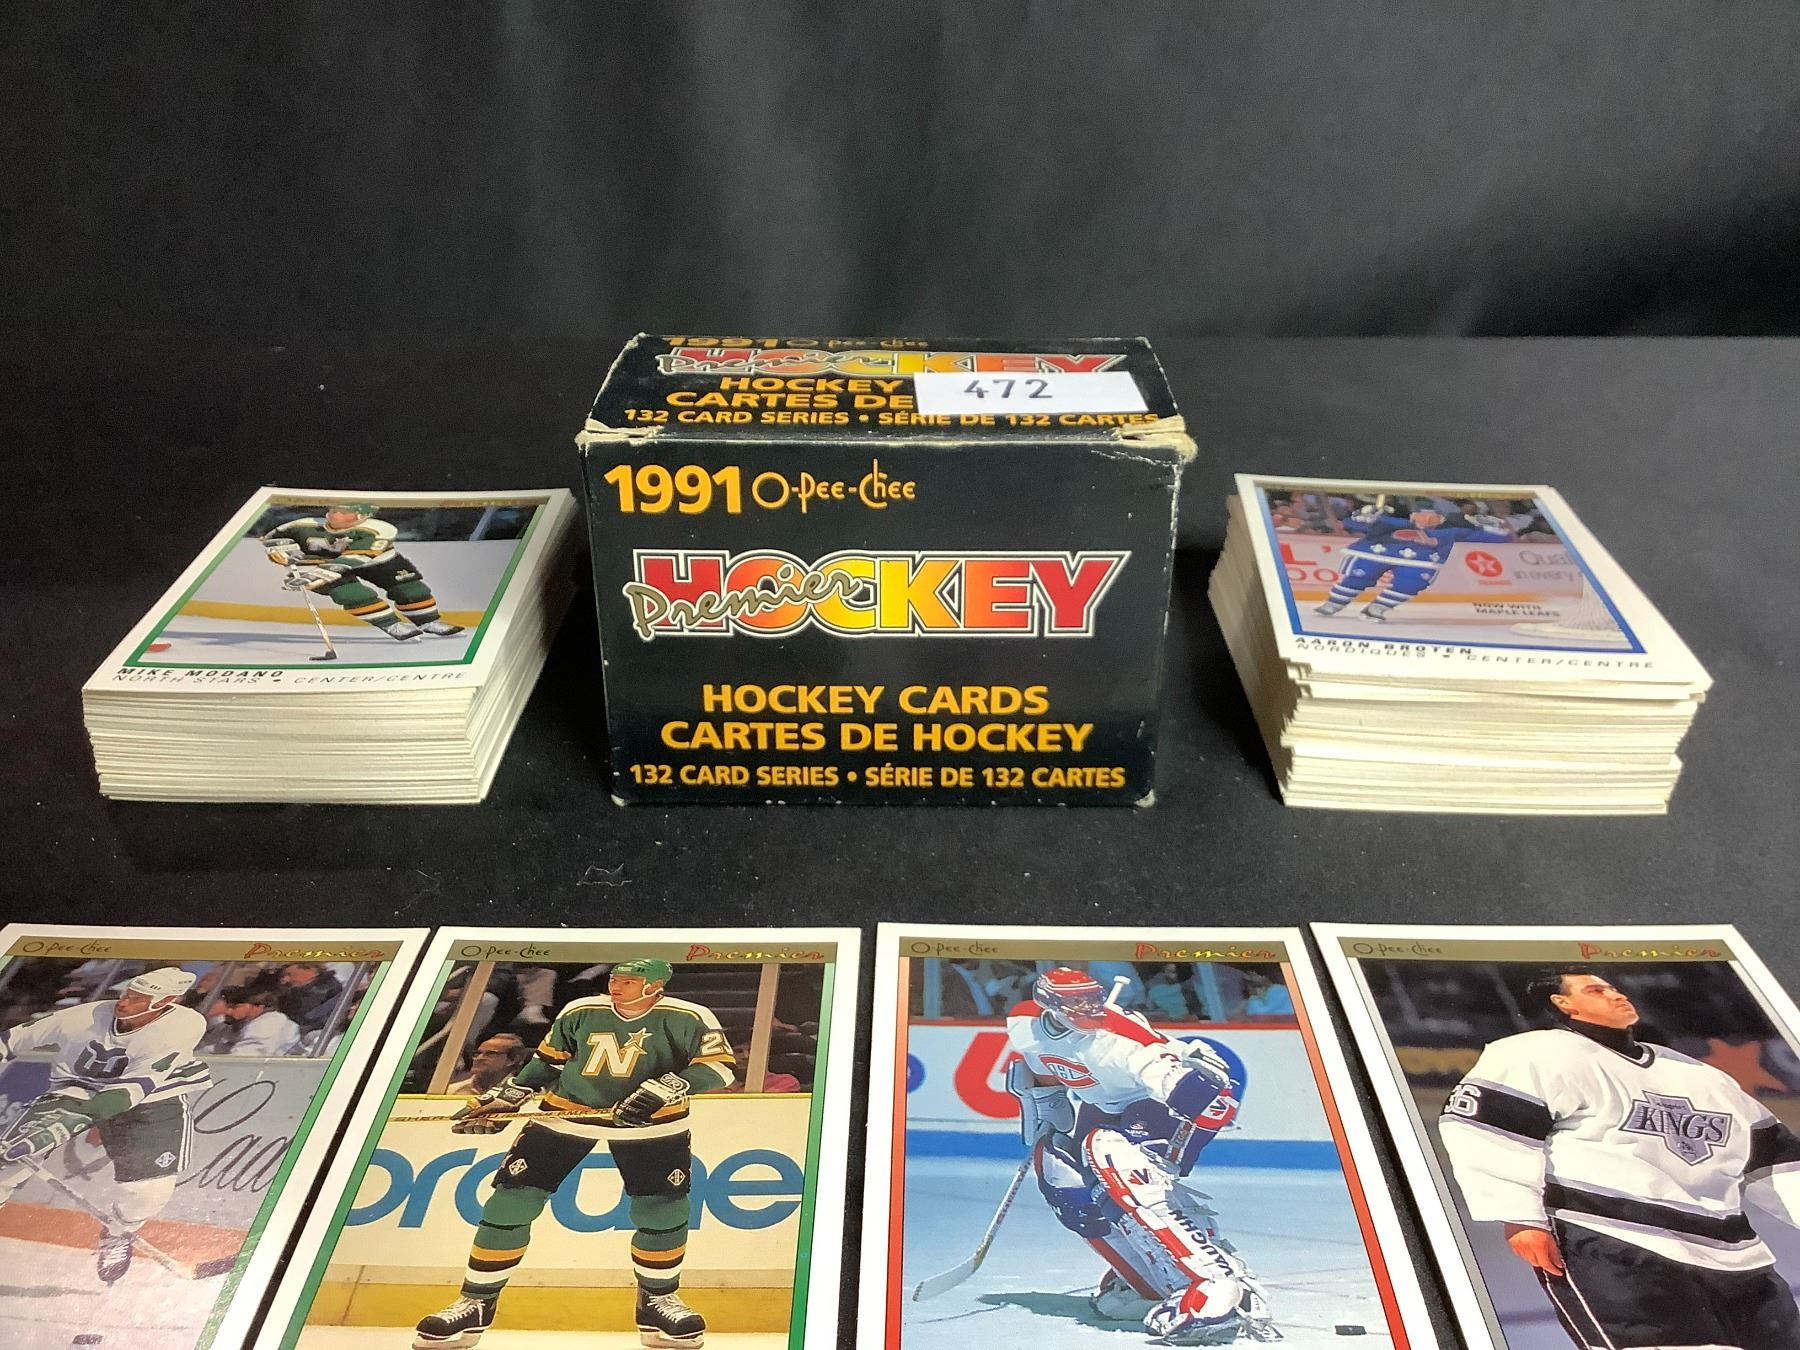 1991 O-Pee-Chee
Premier HOCKEY
HOCKEY
CARTES DE
472
132 CARD SERIES • SÉRIE DE 132 CARTES
1991 O-Pee-Chee
Premier HOCKEY
HOCKEY CARDS
CARTES DE HOCKEY
132 CARD SERIES • SÉRIE DE 132 CARTES
MIKE MODANO
NORTH STARS • CENTER/CENTRE
NOW WITH
MAPLE LEAFS
AARON BROTEN
NORDIQUES • CENTER/CENTRE
O-Pee-Chee Premier
O-Pee-Chee Premier
N
O-Pee-Chee Premier
VAUGHN
O-Pee-Chee Premier
KINGS